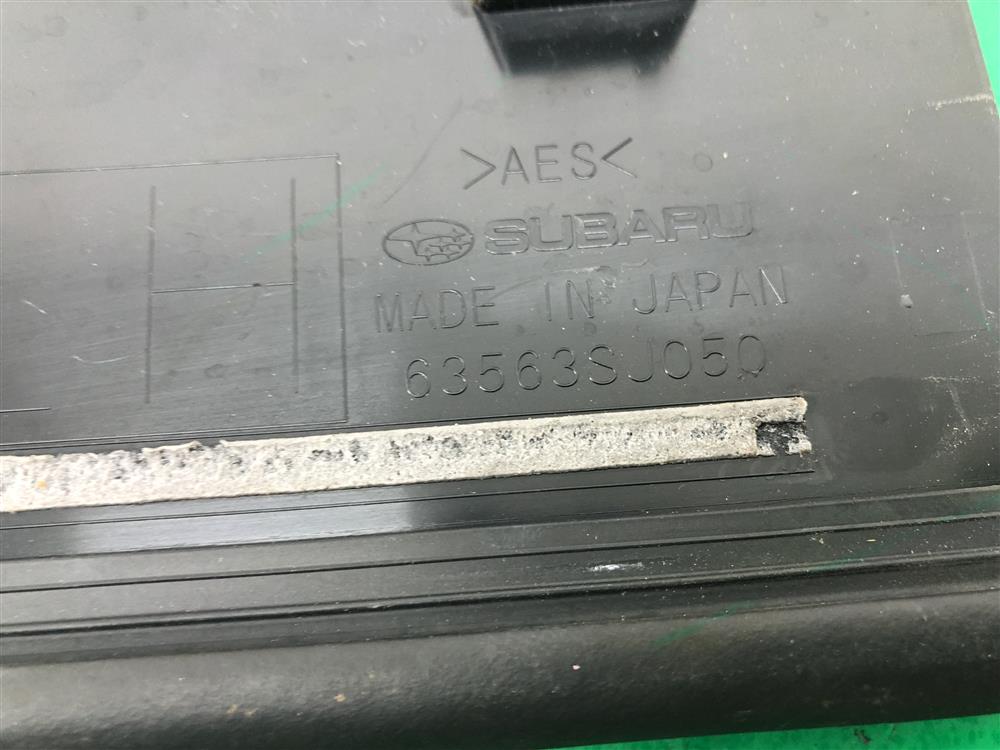 >AES<
SUBARU
MADE IN JAPAN
63563SJ050